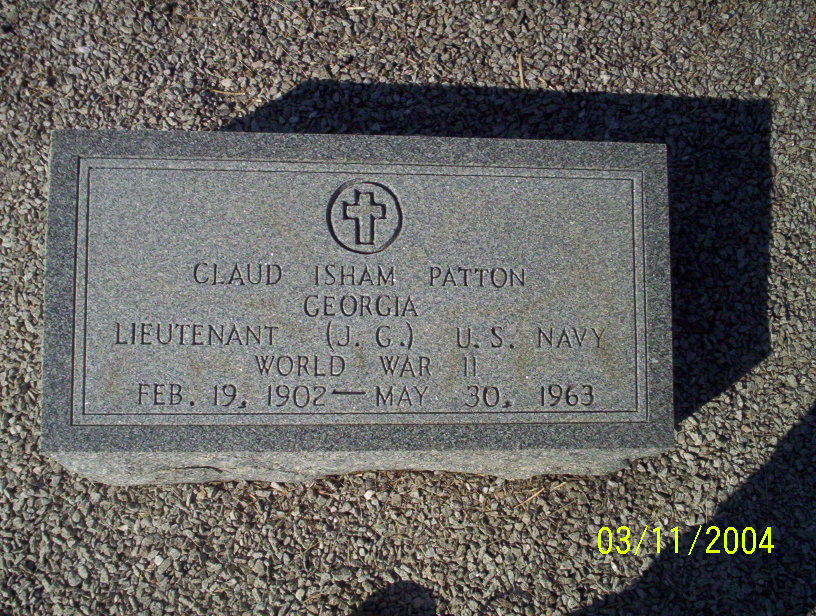 CLAUD ISHAM PATTON
GEORGIA
LIEUTENANT (J. G.) U. S. NAVY
WORLD WAR II
FEB. 19, 1902 — MAY 30, 1963
03/11/2004